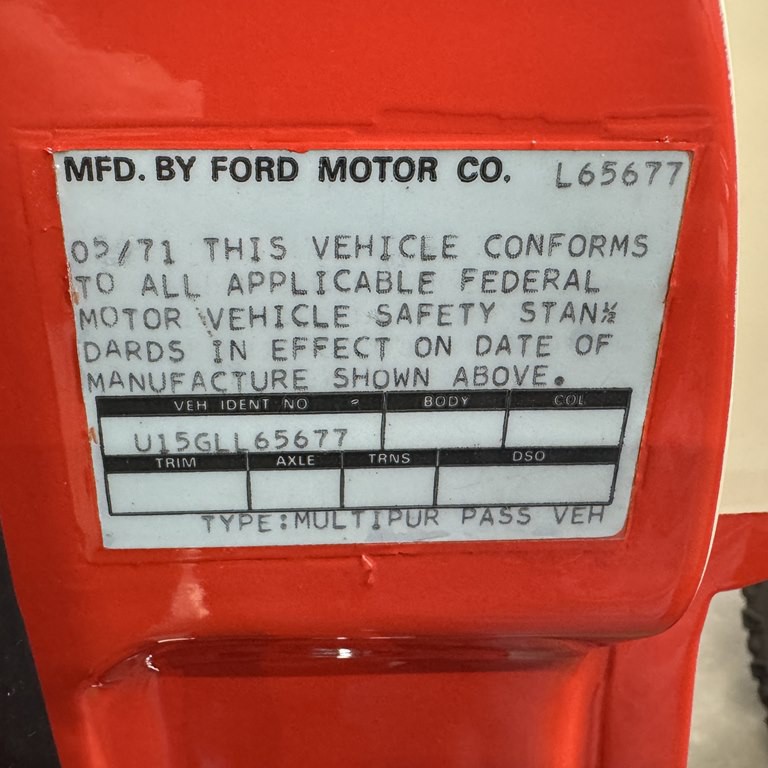 MFD. BY FORD MOTOR CO. L65677
05/71 THIS VEHICLE CONFORMS
TO ALL APPLICABLE FEDERAL
MOTOR VEHICLE SAFETY STAN½
DARDS IN EFFECT ON DATE OF
MANUFACTURE SHOWN ABOVE.
VEH IDENT NO BODY COL
U15GLL65677
TRIM AXLE TRNS DSO
TYPE:MULTIPUR PASS VEH